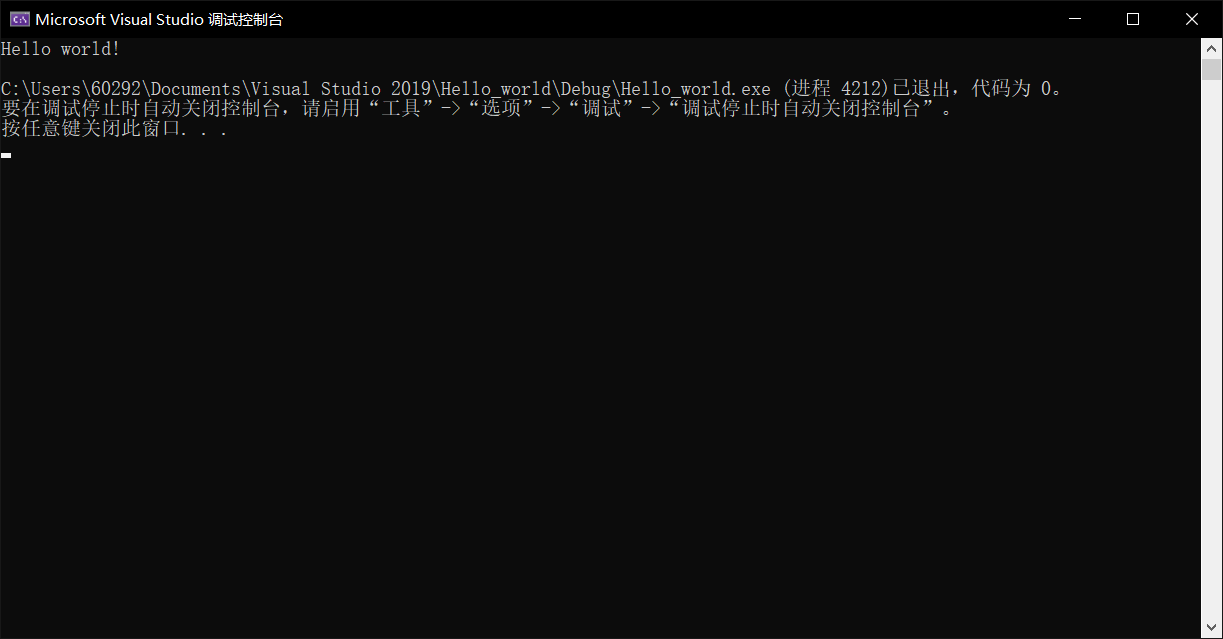 Microsoft Visual Studio 调试控制台
Hello world!
C:\Users\60292\Documents\Visual Studio 2019\Hello_world\Debug\Hello_world.exe (进程 4212)已退出，代码为 0。
要在调试停止时自动关闭控制台，请启用“工具”->“选项”->“调试”->“调试停止时自动关闭控制台”。
按任意键关闭此窗口. . .